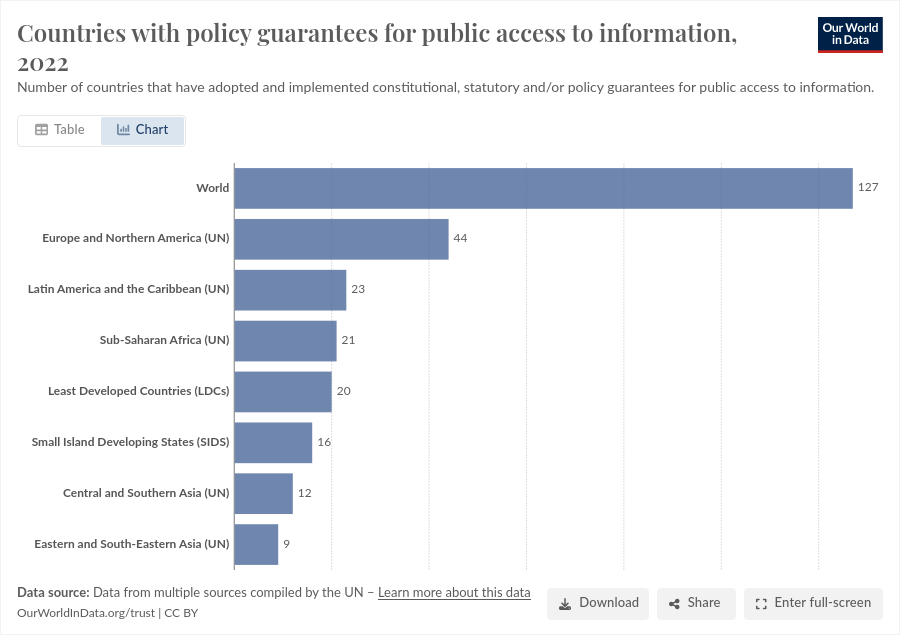 Countries with policy guarantees for public access to information,
2022
Our World
in Data
Number of countries that have adopted and implemented constitutional, statutory and/or policy guarantees for public access to information.
Table
Chart
World
127
Europe and Northern America (UN)
44
Latin America and the Caribbean (UN)
23
Sub-Saharan Africa (UN)
21
Least Developed Countries (LDCs)
20
Small Island Developing States (SIDS)
16
Central and Southern Asia (UN)
12
Eastern and South-Eastern Asia (UN)
9
Data source: Data from multiple sources compiled by the UN – Learn more about this data
OurWorldInData.org/trust | CC BY
Download
Share
Enter full-screen